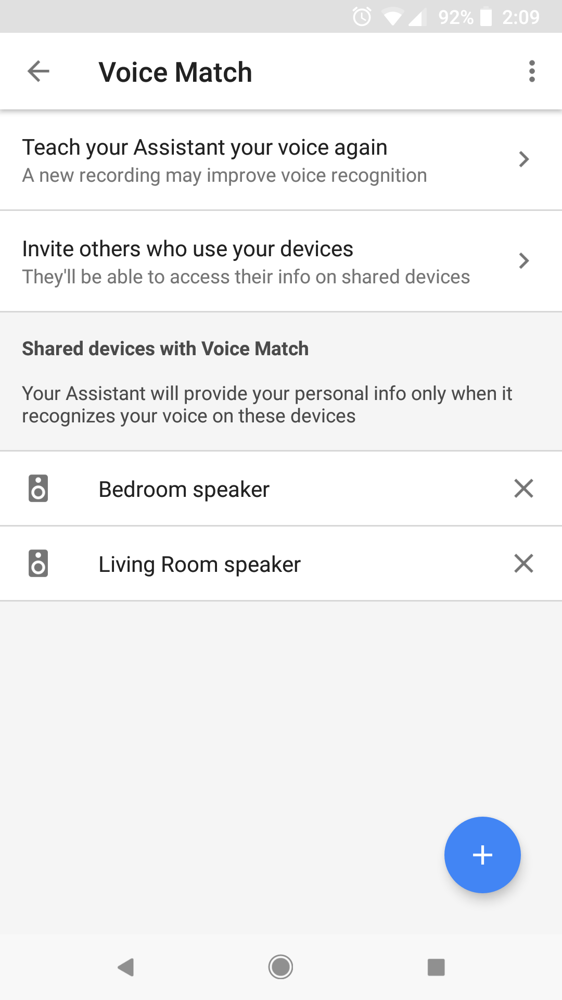 92% 2:09
Voice Match
Teach your Assistant your voice again
A new recording may improve voice recognition
Invite others who use your devices
They'll be able to access their info on shared devices
Shared devices with Voice Match
Your Assistant will provide your personal info only when it
recognizes your voice on these devices
Bedroom speaker
Living Room speaker